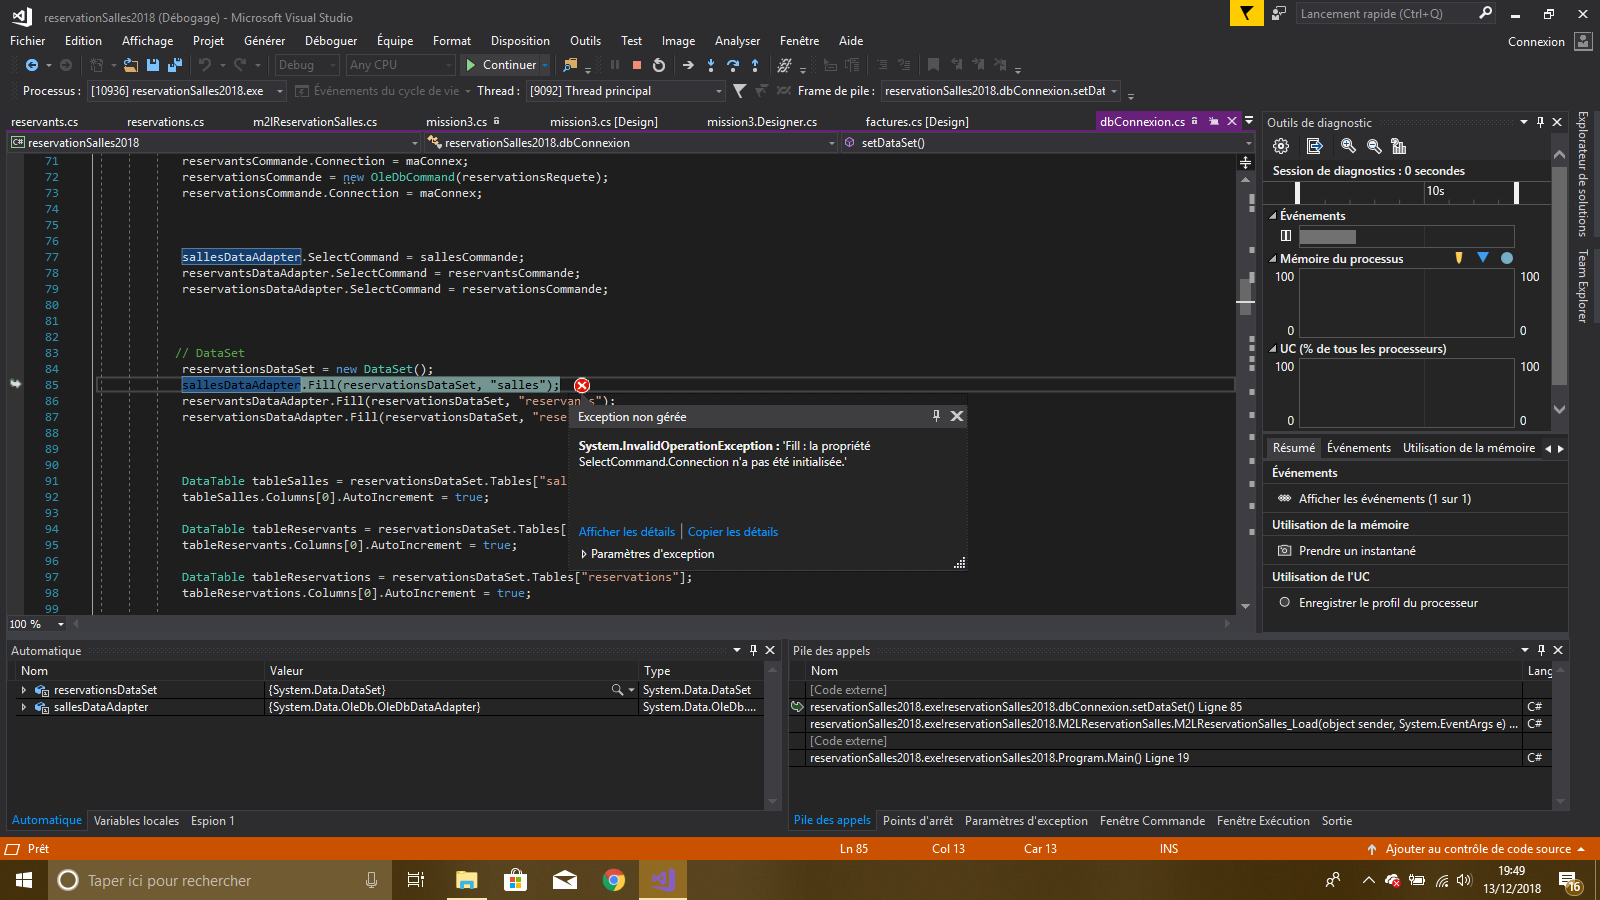 reservationSalles2018 (Débogage) - Microsoft Visual Studio
Lancement rapide (Ctrl+Q)
Fichier Edition Affichage Projet Générer Déboguer Équipe Format Disposition Outils Test Image Analyser Fenêtre Aide
Connexion
Debug Any CPU Continuer
Processus : [10936] reservationSalles2018.exe Événements du cycle de vie Thread : [9092] Thread principal Frame de pile : reservationSalles2018.dbConnexion.setDat
reservants.cs reservations.cs m2lReservationSalles.cs mission3.cs mission3.cs [Design] mission3.Designer.cs factures.cs [Design] dbConnexion.cs
C# reservationSalles2018 reservationSalles2018.dbConnexion setDataSet()
71 reservantsCommande.Connection = maConnex;
72 reservationsCommande = new OleDbCommand(reservationsRequete);
73 reservationsCommande.Connection = maConnex;
74
75
76
77 sallesDataAdapter.SelectCommand = sallesCommande;
78 reservantsDataAdapter.SelectCommand = reservantsCommande;
79 reservationsDataAdapter.SelectCommand = reservationsCommande;
80
81
82
83 // DataSet
84 reservationsDataSet = new DataSet();
85 sallesDataAdapter.Fill(reservationsDataSet, "salles");
86 reservantsDataAdapter.Fill(reservationsDataSet, "reservants");
87 reservationsDataAdapter.Fill(reservationsDataSet, "rese
88
89
90
91 DataTable tableSalles = reservationsDataSet.Tables["sal
92 tableSalles.Columns[0].AutoIncrement = true;
93
94 DataTable tableReservants = reservationsDataSet.Tables[
95 tableReservants.Columns[0].AutoIncrement = true;
96
97 DataTable tableReservations = reservationsDataSet.Tables["reservations"];
98 tableReservations.Columns[0].AutoIncrement = true;
99
100 %
Exception non gérée
System.InvalidOperationException : 'Fill : la propriété
SelectCommand.Connection n'a pas été initialisée.'
Afficher les détails | Copier les détails
Paramètres d'exception
Outils de diagnostic
Session de diagnostics : 0 secondes
10s
Événements
Mémoire du processus
100 100
0 0
UC (% de tous les processeurs)
100 100
0 0
Résumé Événements Utilisation de la mémoire
Événements
Afficher les événements (1 sur 1)
Utilisation de la mémoire
Prendre un instantané
Utilisation de l'UC
Enregistrer le profil du processeur
Explorateur de solutions
Team Explorer
Automatique
Nom Valeur Type
reservationsDataSet {System.Data.DataSet} System.Data.DataSet
sallesDataAdapter {System.Data.OleDb.OleDbDataAdapter} System.Data.OleDb....
Automatique Variables locales Espion 1
Pile des appels
Nom Lang
[Code externe]
reservationSalles2018.exe!reservationSalles2018.dbConnexion.setDataSet() Ligne 85 C#
reservationSalles2018.exe!reservationSalles2018.M2LReservationSalles.M2LReservationSalles_Load(object sender, System.EventArgs e) ... C#
[Code externe]
reservationSalles2018.exe!reservationSalles2018.Program.Main() Ligne 19 C#
Pile des appels Points d'arrêt Paramètres d'exception Fenêtre Commande Fenêtre Exécution Sortie
Prêt Ln 85 Col 13 Car 13 INS Ajouter au contrôle de code source
Taper ici pour rechercher
19:49
13/12/2018
16